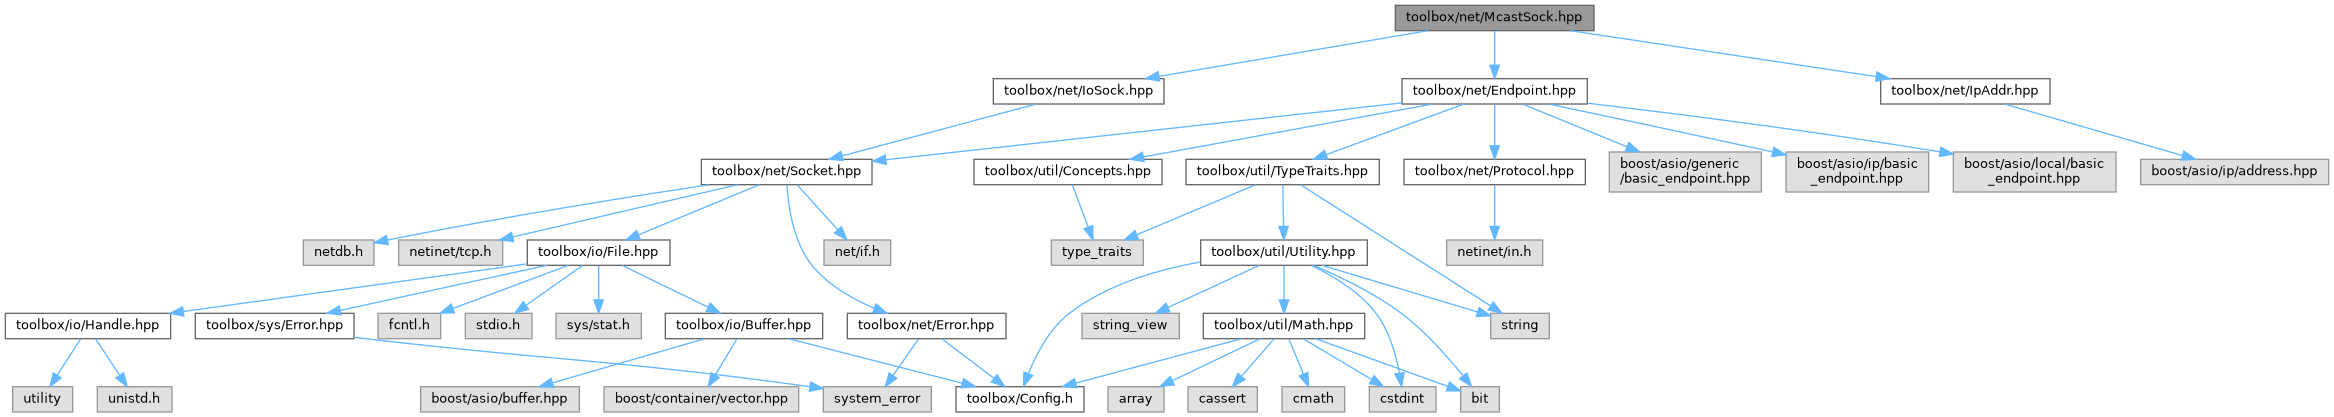 toolbox/net/McastSock.hpp
toolbox/net/IoSock.hpp
toolbox/net/Endpoint.hpp
toolbox/net/IpAddr.hpp
toolbox/net/Socket.hpp
toolbox/util/Concepts.hpp
toolbox/util/TypeTraits.hpp
toolbox/net/Protocol.hpp
boost/asio/generic
/basic_endpoint.hpp
boost/asio/ip/basic
_endpoint.hpp
boost/asio/local/basic
_endpoint.hpp
boost/asio/ip/address.hpp
netdb.h
netinet/tcp.h
toolbox/io/File.hpp
net/if.h
type_traits
toolbox/util/Utility.hpp
netinet/in.h
toolbox/io/Handle.hpp
toolbox/sys/Error.hpp
fcntl.h
stdio.h
sys/stat.h
toolbox/io/Buffer.hpp
toolbox/net/Error.hpp
string_view
toolbox/util/Math.hpp
string
utility
unistd.h
boost/asio/buffer.hpp
boost/container/vector.hpp
system_error
toolbox/Config.h
array
cassert
cmath
cstdint
bit